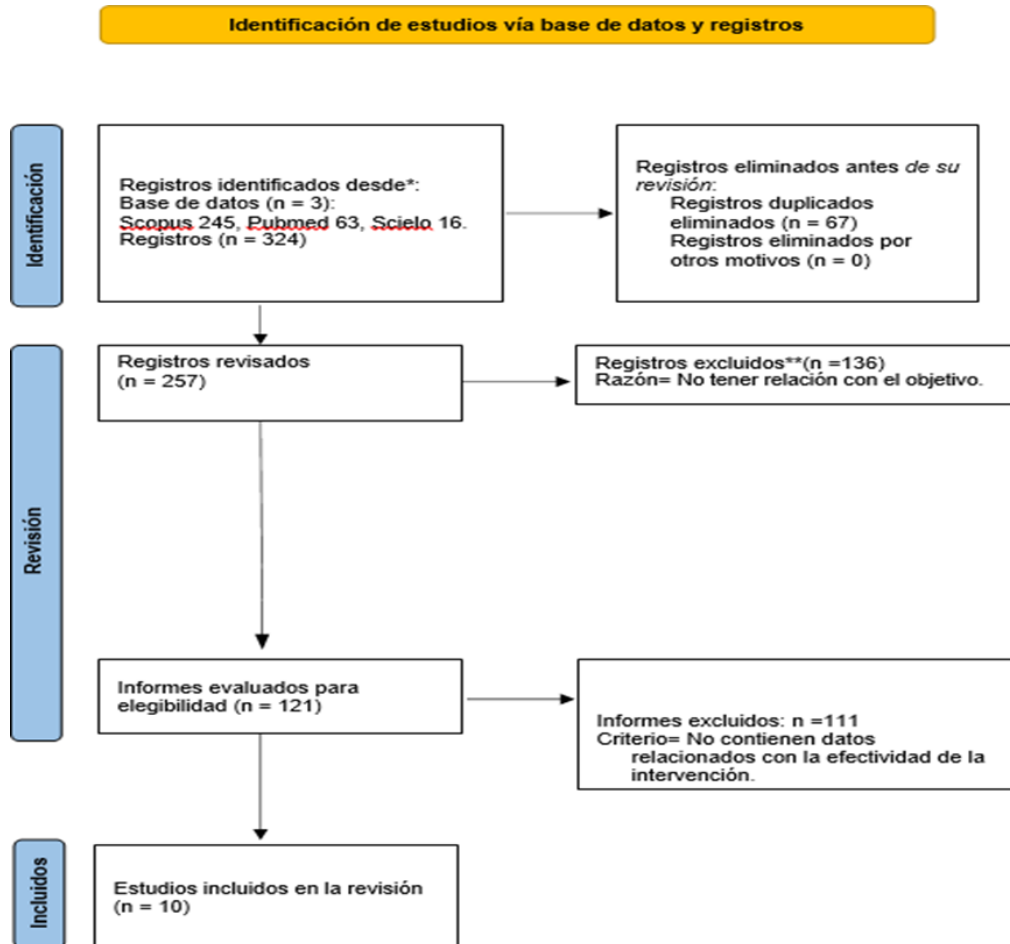 Identificación de estudios vía base de datos y registros
Identificación
Registros identificados desde*:
Base de datos (n = 3):
Scopus 245, Pubmed 63, Scielo 16.
Registros (n = 324)
Registros eliminados antes de su
revisión:
Registros duplicados
eliminados (n = 67)
Registros eliminados por
otros motivos (n = 0)
Revisión
Registros revisados
(n = 257)
Registros excluidos**(n =136)
Razón= No tener relación con el objetivo.
Informes evaluados para
elegibilidad (n = 121)
Informes excluidos: n =111
Criterio= No contienen datos
relacionados con la efectividad de la
intervención.
Incluidos
Estudios incluidos en la revisión
(n = 10)